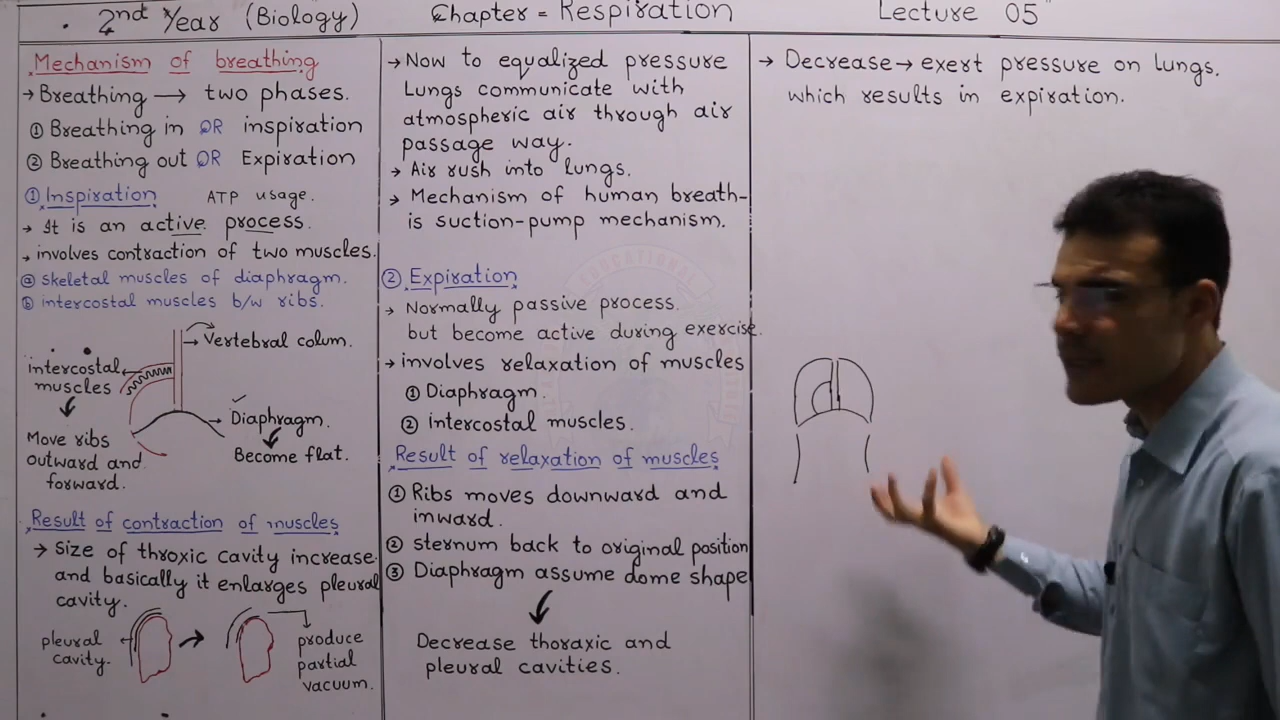 2nd Year (Biology)
Chapter = Respiration
Lecture 05"
Mechanism of breathing
→ Breathing → two phases.
① Breathing in OR inspiration
② Breathing out OR Expiration
① Inspiration ATP usage.
→ It is an active process.
→ involves contraction of two muscles.
ⓐ skeletal muscles of diaphragm.
ⓑ intercostal muscles b/w ribs.
→ Vertebral colum.
intercostal
muscles
→ Diaphragm.
Become flat.
Move ribs
outward and
forward.
Result of contraction of muscles
→ size of throxic cavity increase.
and basically it enlarges pleural
cavity.
pleural
cavity.
produce
partial
vacuum.
→ Now to equalized pressure
Lungs communicate with
atmospheric air through air
passage way.
→ Air rush into lungs.
→ Mechanism of human breath-
is suction-pump mechanism.
② Expiration
→ Normally passive process.
but become active during exercise.
→ involves relaxation of muscles
① Diaphragm.
② intercostal muscles.
Result of relaxation of muscles
① Ribs moves downward and
inward.
② sternum back to original position
③ Diaphragm assume dome shape
Decrease thoraxic and
pleural cavities.
→ Decrease → exert pressure on lungs.
which results in expiration.